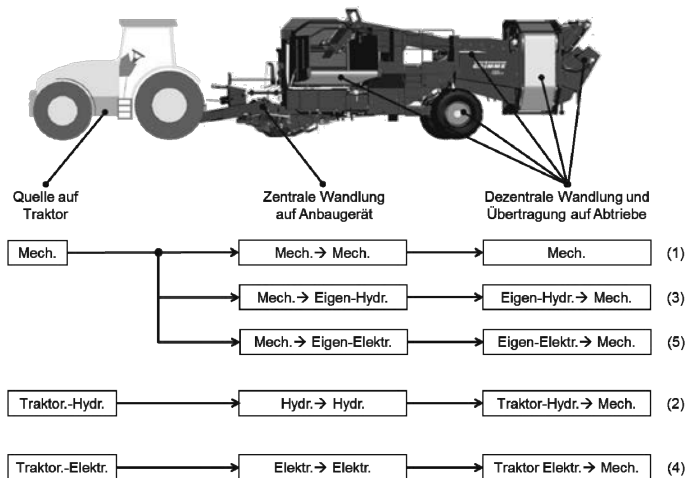 GRIMME
Quelle auf
Traktor
Zentrale Wandlung
auf Anbaugerät
Dezentrale Wandlung und
Übertragung auf Abtriebe
Mech.
Mech.→ Mech.
Mech.
(1)
Mech.→ Eigen-Hydr.
Eigen-Hydr.→ Mech.
(3)
Mech.→ Eigen-Elektr.
Eigen-Elektr.→ Mech.
(5)
Traktor.-Hydr.
Hydr.→ Hydr.
Traktor-Hydr.→ Mech.
(2)
Traktor.-Elektr.
Elektr.→ Elektr.
Traktor Elektr.→ Mech.
(4)